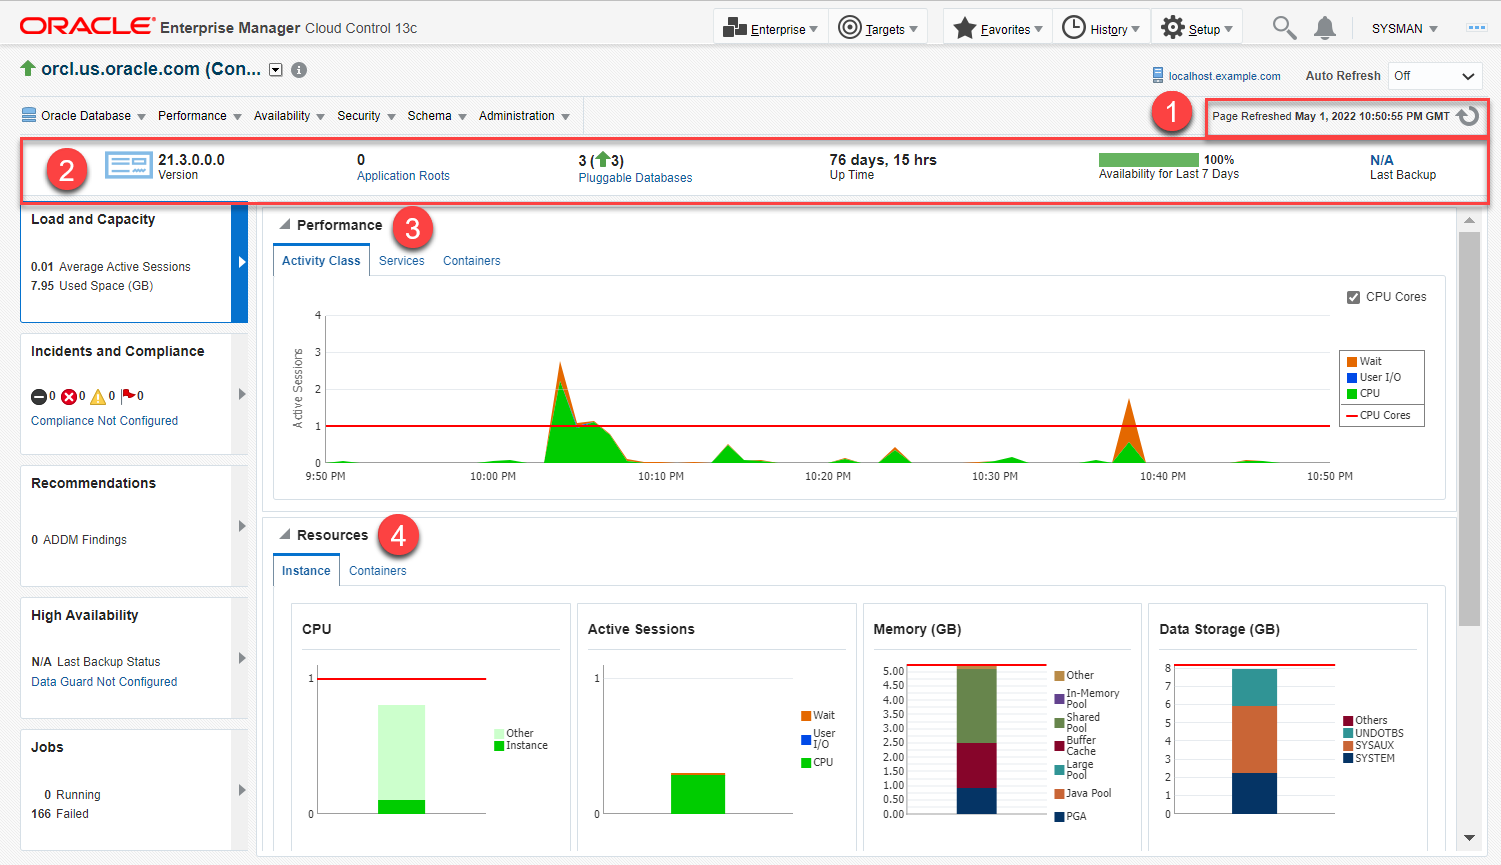 ORACLE Enterprise Manager Cloud Control 13c
Enterprise Targets Favorites History Setup SYSMAN
orcl.us.oracle.com (Con...
localhost.example.com Auto Refresh Off
Oracle Database Performance Availability Security Schema Administration
1
Page Refreshed May 1, 2022 10:50:55 PM GMT
2
21.3.0.0.0
Version
0
Application Roots
3 (3)
Pluggable Databases
76 days, 15 hrs
Up Time
100%
Availability for Last 7 Days
N/A
Last Backup
Load and Capacity
0.01 Average Active Sessions
7.95 Used Space (GB)
Incidents and Compliance
0 0 0 0
Compliance Not Configured
Recommendations
0 ADDM Findings
High Availability
N/A Last Backup Status
Data Guard Not Configured
Jobs
0 Running
166 Failed
Performance
3
Activity Class Services Containers
CPU Cores
Active Sessions
4
3
2
1
0
9:50 PM 10:00 PM 10:10 PM 10:20 PM 10:30 PM 10:40 PM 10:50 PM
Wait
User I/O
CPU
CPU Cores
Resources
4
Instance Containers
CPU
1
0
Other
Instance
Active Sessions
1
0
Wait
User
I/O
CPU
Memory (GB)
5.00
4.50
4.00
3.50
3.00
2.50
2.00
1.50
1.00
0.50
0.00
Other
In-Memory
Pool
Shared
Pool
Buffer
Cache
Large
Pool
Java Pool
PGA
Data Storage (GB)
8
7
6
5
4
3
2
1
0
Others
UNDOTBS
SYSAUX
SYSTEM